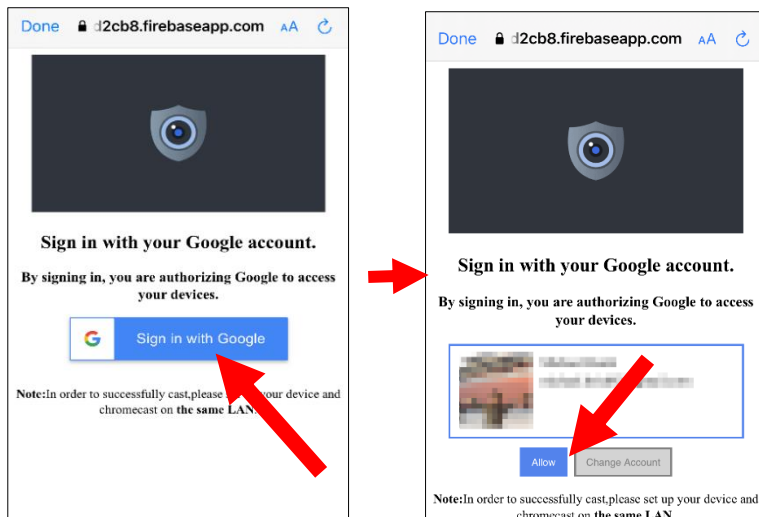 Done d2cb8.firebaseapp.com AA
Sign in with your Google account.
By signing in, you are authorizing Google to access
your devices.
G Sign in with Google
Note:In order to successfully cast,please your device and
chromecast on the same LAN.
Done d2cb8.firebaseapp.com AA
Sign in with your Google account.
By signing in, you are authorizing Google to access
your devices.
Allow Change Account
Note:In order to successfully cast,please set up your device and
chromecast on the same LAN